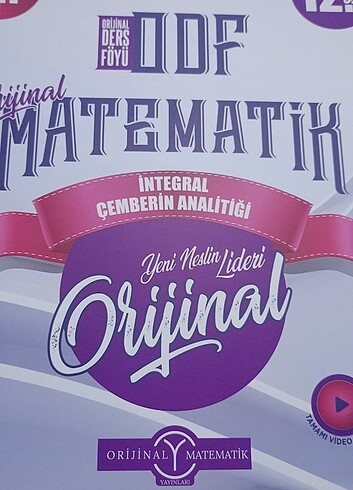 12.
ORİJİNAL
DERS
FÖYÜ
ODF
Orijinal
MATEMATİK
İNTEGRAL
ÇEMBERİN ANALİTİĞİ
Yeni Neslin Lideri
Orijinal
TAMAMI VİDEO
ORİJİNAL MATEMATİK
YAYINLARI